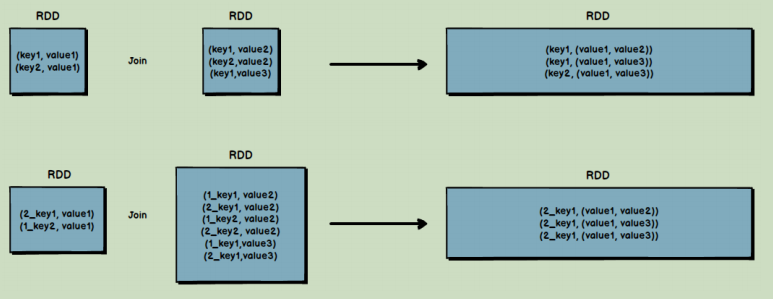 RDD
RDD
RDD
(key1, value1)
(key2, value1)
Join
(key1, value2)
(key2,value2)
(key1,value3)
(key1, (value1, value2))
(key1, (value1, value3))
(key2, (value1, value3))
RDD
RDD
RDD
(2_key1, value1)
(1_key2, value1)
Join
(1_key1, value2)
(2_key1, value2)
(1_key2, value2)
(2_key2, value2)
(1_key1,value3)
(2_key1,value3)
(2_key1, (value1, value2))
(2_key1, (value1, value3))
(2_key1, (value1, value3))